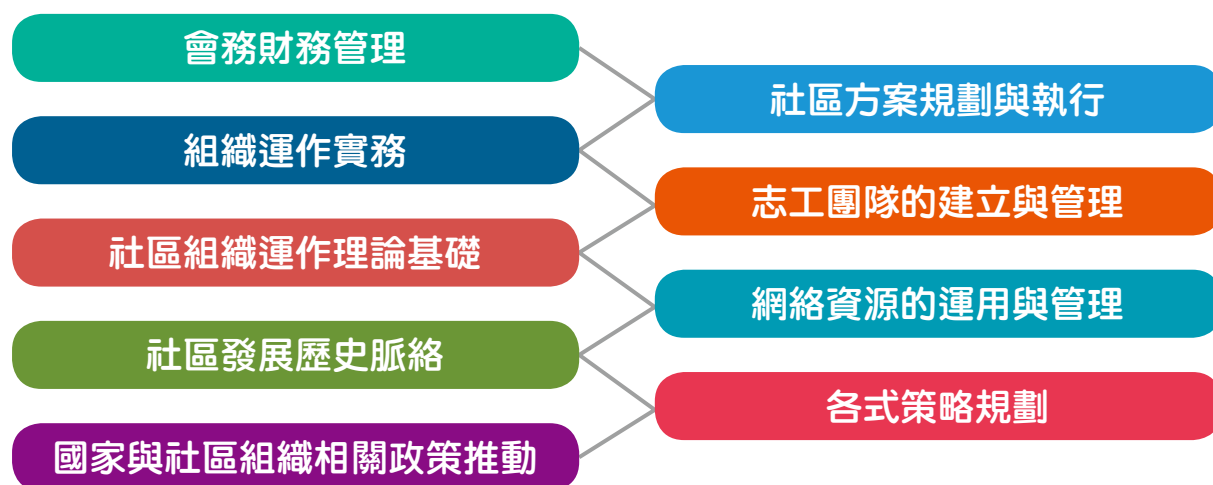 會務財務管理
社區方案規劃與執行
組織運作實務
志工團隊的建立與管理
社區組織運作理論基礎
網絡資源的運用與管理
社區發展歷史脈絡
各式策略規劃
國家與社區組織相關政策推動